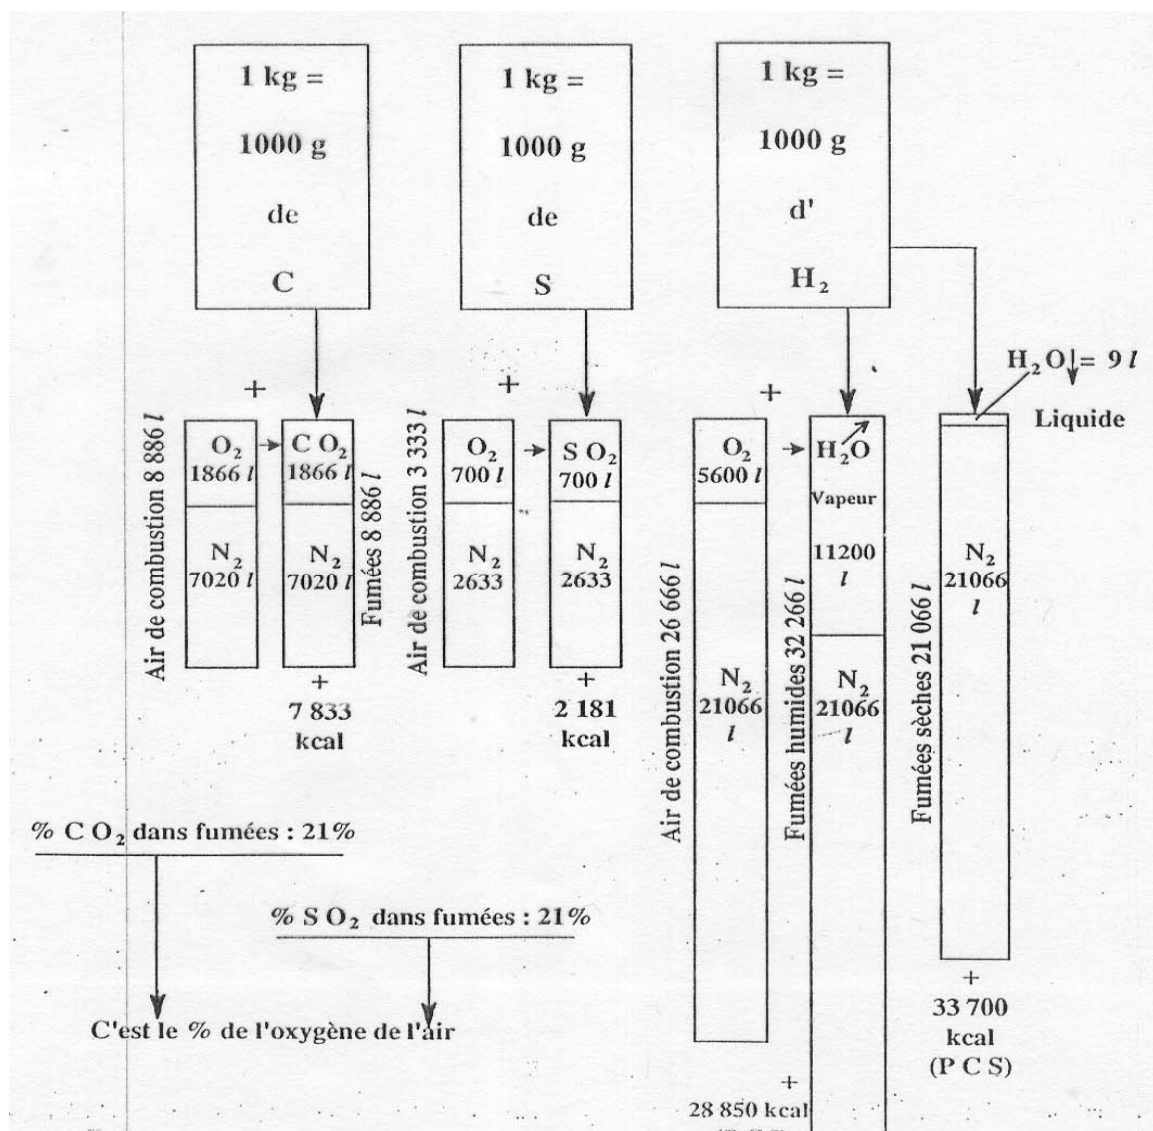 1 kg =
1000 g
de
C
1 kg =
1000 g
de
S
1 kg =
1000 g
d'
H₂
H₂O↓= 9 l
Liquide
+
Air de combustion 8 886 l
O₂
1866 l
N₂
7020 l
C O₂
1866 l
N₂
7020 l
Fumées 8 886 l
+
7 833
kcal
+
Air de combustion 3 333 l
O₂
700 l
N₂
2633
S O₂
700 l
N₂
2633
+
2 181
kcal
+
Air de combustion 26 666 l
O₂
5600 l
N₂
21066
l
Fumées humides 32 266 l
H₂O
Vapeur
11200
l
N₂
21066
l
+
28 850 kcal
Fumées sèches 21 066 l
N₂
21066
l
+
33 700
kcal
(P C S)
% C O₂ dans fumées : 21%
% S O₂ dans fumées : 21%
C'est le % de l'oxygène de l'air